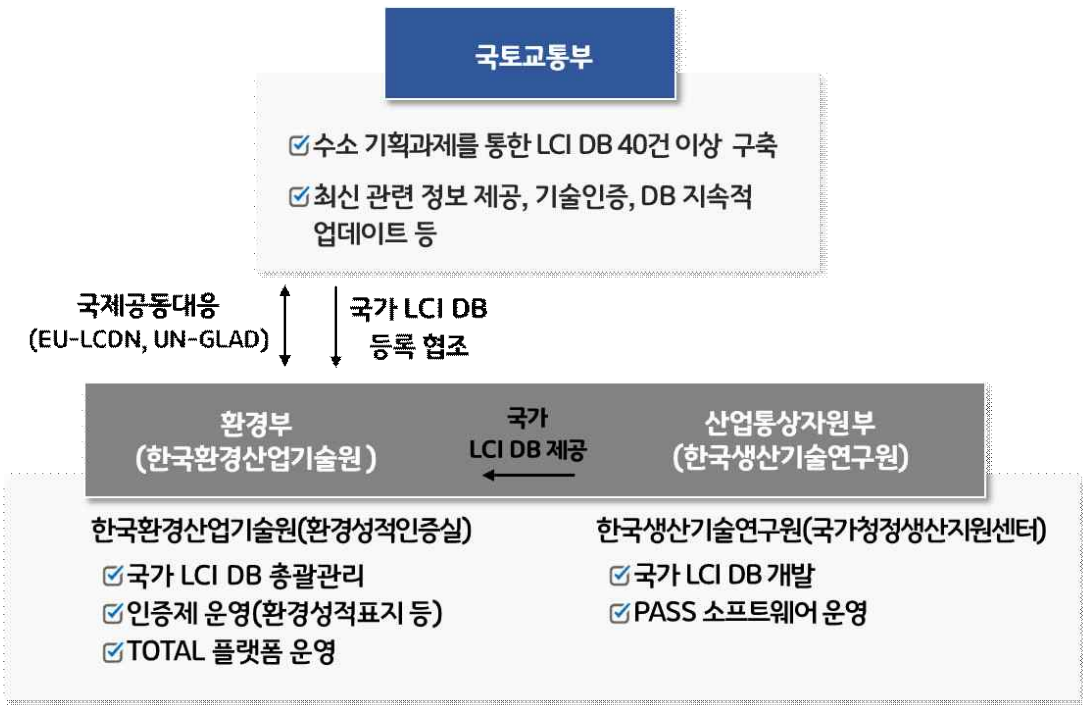 국토교통부
수소 기획과제를 통한 LCI DB 40건 이상 구축
최신 관련 정보 제공, 기술인증, DB 지속적
업데이트 등
국제공동대응
(EU-LCDN, UN-GLAD)
국가 LCI DB
등록 협조
환경부
(한국환경산업기술원)
국가
LCI DB 제공
산업통상자원부
(한국생산기술연구원)
한국환경산업기술원(환경성적인증실)
국가 LCI DB 총괄관리
인증제 운영(환경성적표지 등)
TOTAL 플랫폼 운영
한국생산기술연구원(국가청정생산지원센터)
국가 LCI DB 개발
PASS 소프트웨어 운영